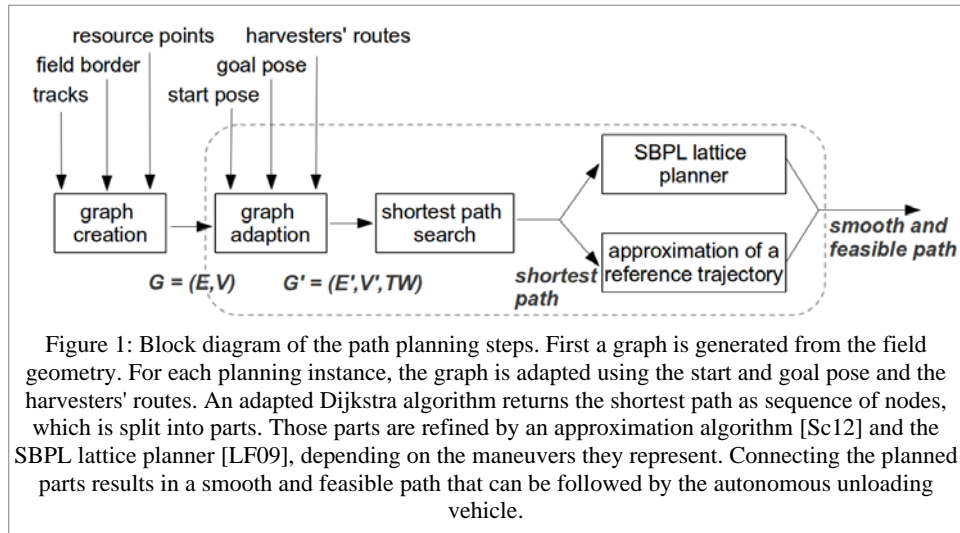 resource points harvesters' routes
field border goal pose
tracks start pose
SBPL lattice
planner
graph
creation
graph
adaption
shortest path
search
approximation of a
reference trajectory
smooth and
feasible path
shortest
path
G = (E,V) G' = (E',V',TW)
Figure 1: Block diagram of the path planning steps. First a graph is generated from the field
geometry. For each planning instance, the graph is adapted using the start and goal pose and the
harvesters' routes. An adapted Dijkstra algorithm returns the shortest path as sequence of nodes,
which is split into parts. Those parts are refined by an approximation algorithm [Sc12] and the
SBPL lattice planner [LF09], depending on the maneuvers they represent. Connecting the planned
parts results in a smooth and feasible path that can be followed by the autonomous unloading
vehicle.